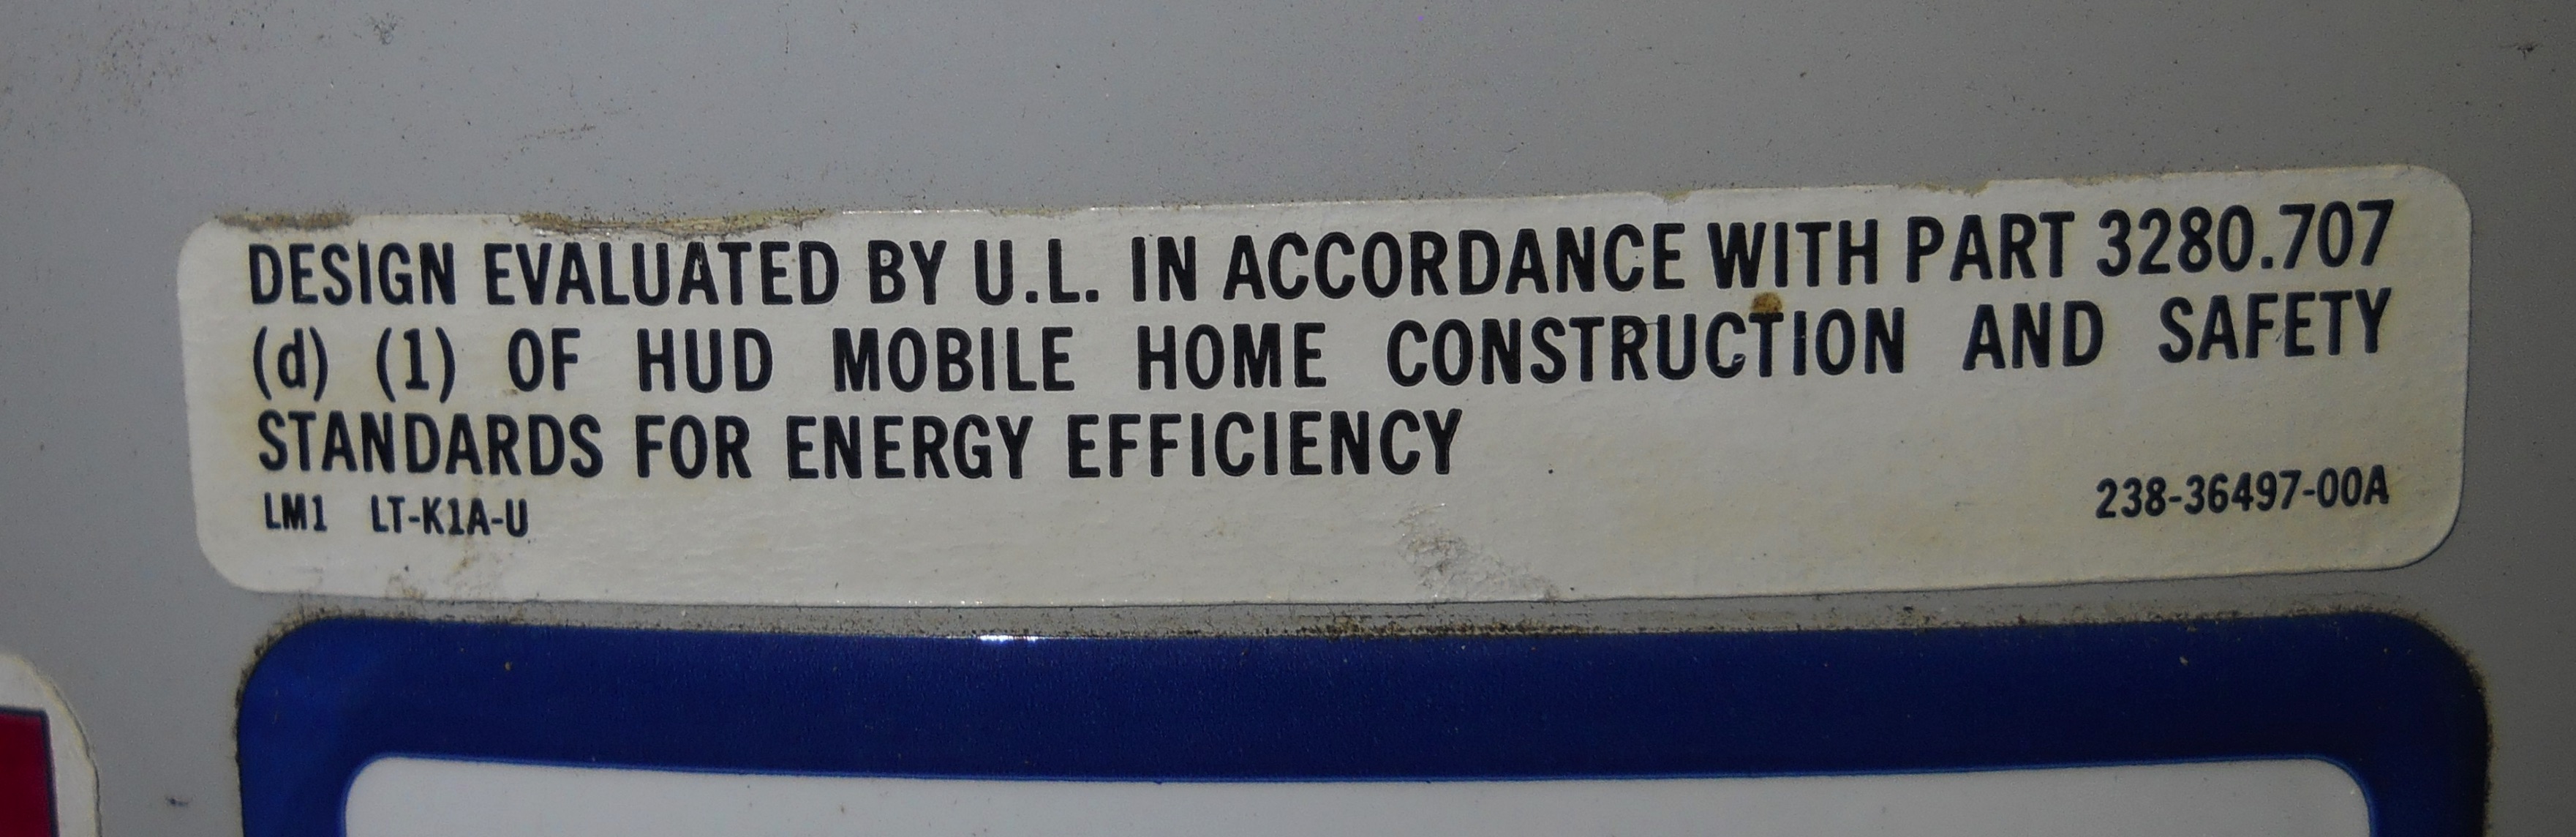 DESIGN EVALUATED BY U.L. IN ACCORDANCE WITH PART 3280.707
(d) (1) OF HUD MOBILE HOME CONSTRUCTION AND SAFETY
STANDARDS FOR ENERGY EFFICIENCY
LM1 LT-K1A-U 238-36497-00A